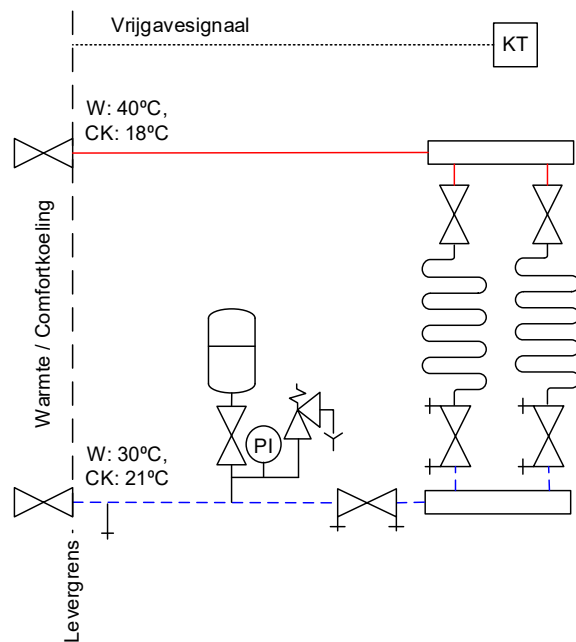 Vrijgavesignaal
KT
W: 40ºC,
CK: 18ºC
Warmte / Comfortkoeling
PI
W: 30ºC,
CK: 21ºC
Levergrens